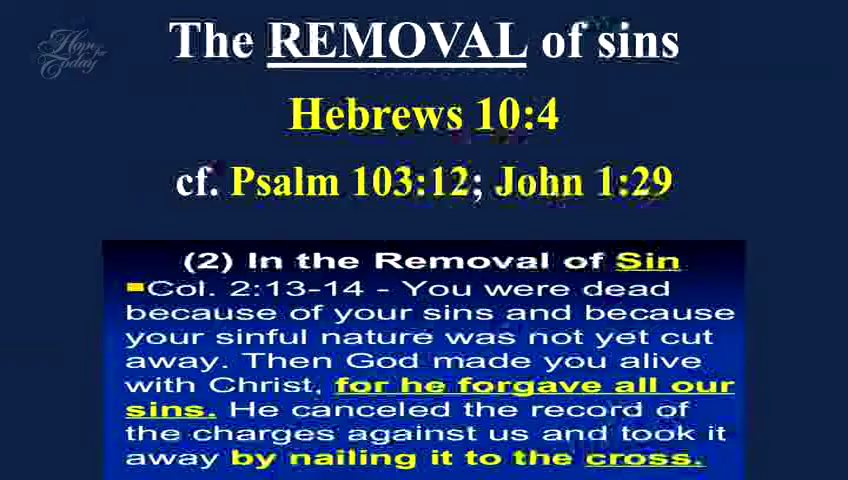 Hope for Today
The REMOVAL of sins
Hebrews 10:4
cf. Psalm 103:12; John 1:29
(2) In the Removal of Sin
Col. 2:13-14 - You were dead
because of your sins and because
your sinful nature was not yet cut
away. Then God made you alive
with Christ, for he forgave all our
sins. He canceled the record of
the charges against us and took it
away by nailing it to the cross.